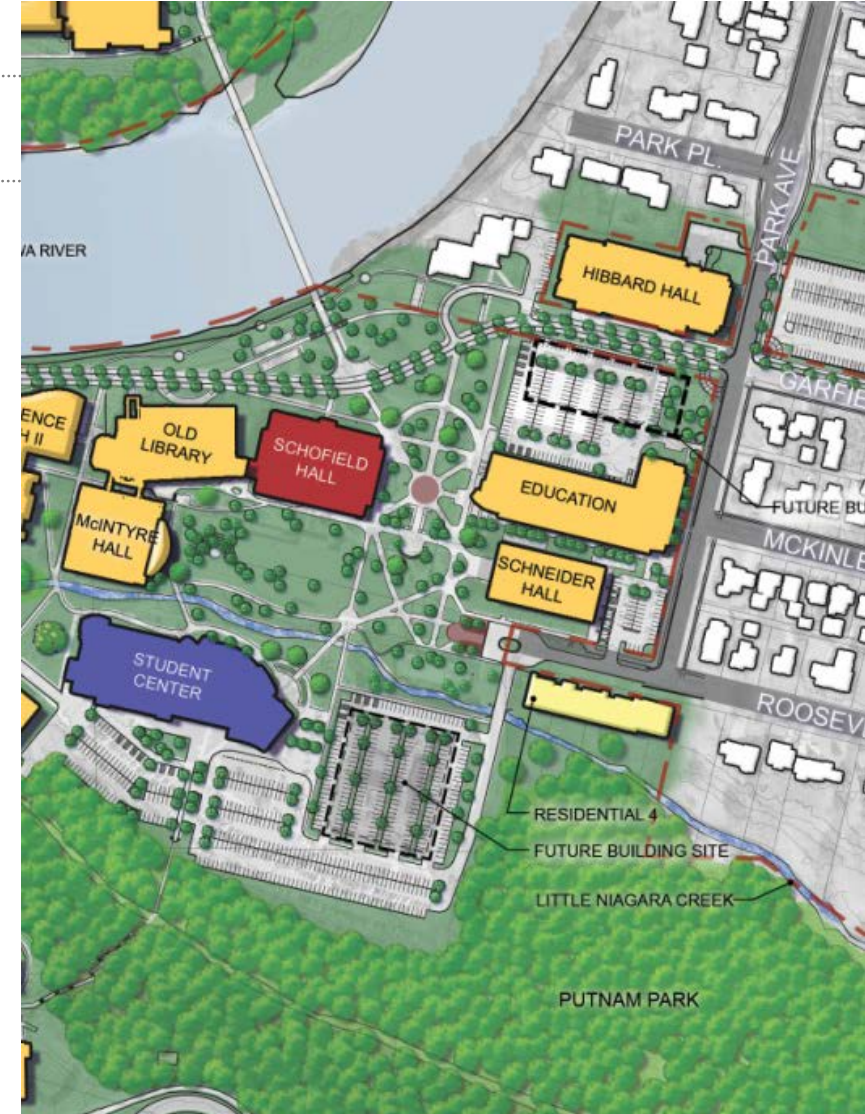 PARK PL.
PARK AVE.
VA RIVER
HIBBARD HALL
GARFIE
ENCE
H II
OLD
LIBRARY
SCHOFIELD
HALL
EDUCATION
FUTURE BU
McINTYRE
HALL
MCKINLE
SCHNEIDER
HALL
STUDENT
CENTER
ROOSEV
RESIDENTIAL 4
FUTURE BUILDING SITE
LITTLE NIAGARA CREEK
PUTNAM PARK